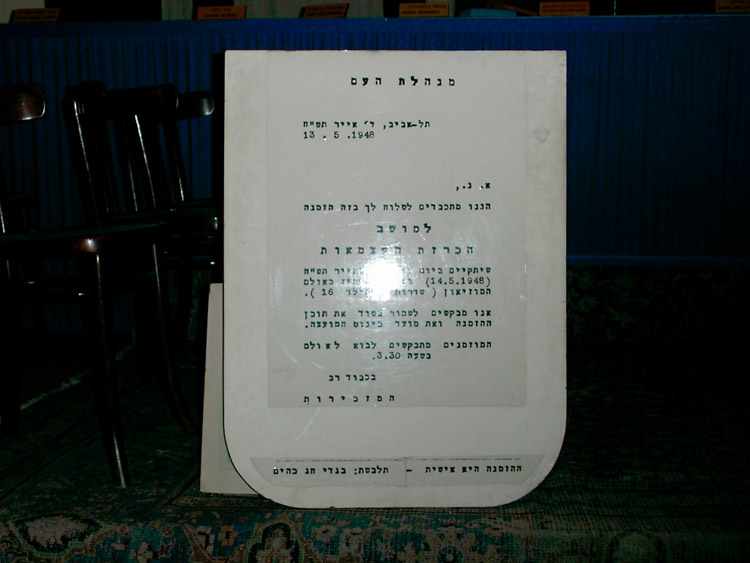 מנהלת העם
תל-אביב, ד׳ אייר תש״ח
13 . 5 .1948
א. נ.,
הננו מתכבדים לשלוח לך בזה הזמנה
למושב
הכרזת העצמאות
שיתקיים ביום אייר תש״ח
(14.5.1948) באולם
המוזיאון ( שדרות 16 ).
אנו מבקשים לשמור בסוד את תוכן
ההזמנה ואת מועד כינוס המועצה.
המוזמנים מתבקשים לבוא לאולם
בשעה 3.30.
בכבוד רב
המזכירות
ההזמנה היא אישית - תלבשת: בגדי חג כהים